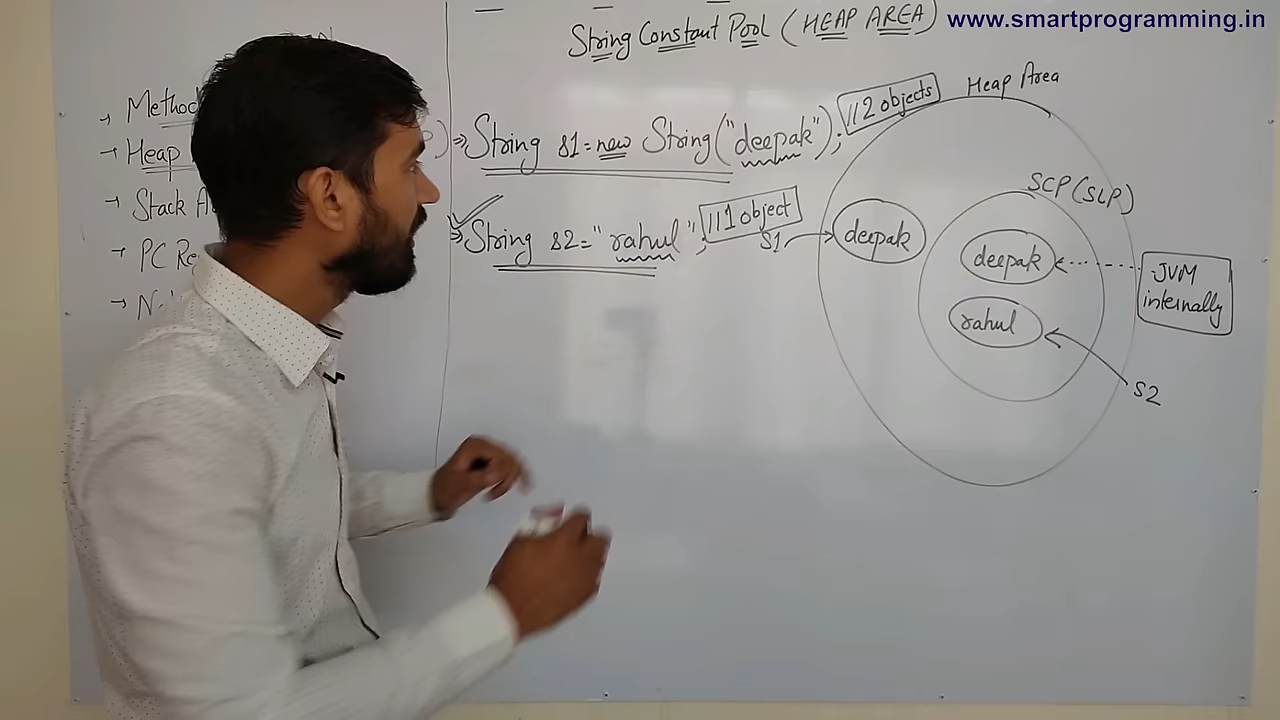 www.smartprogramming.in
String Constant Pool (HEAP AREA)
→ Method
→ Heap
→ Stack A
→ PC Re
→ N
⇒ String s1 = new String("deepak"); //2 objects
⇒ String s2 = "rahul"; //1 object
Heap Area
SCP (SLP)
s1
deepak
deepak
rahul
JVM
internally
s2